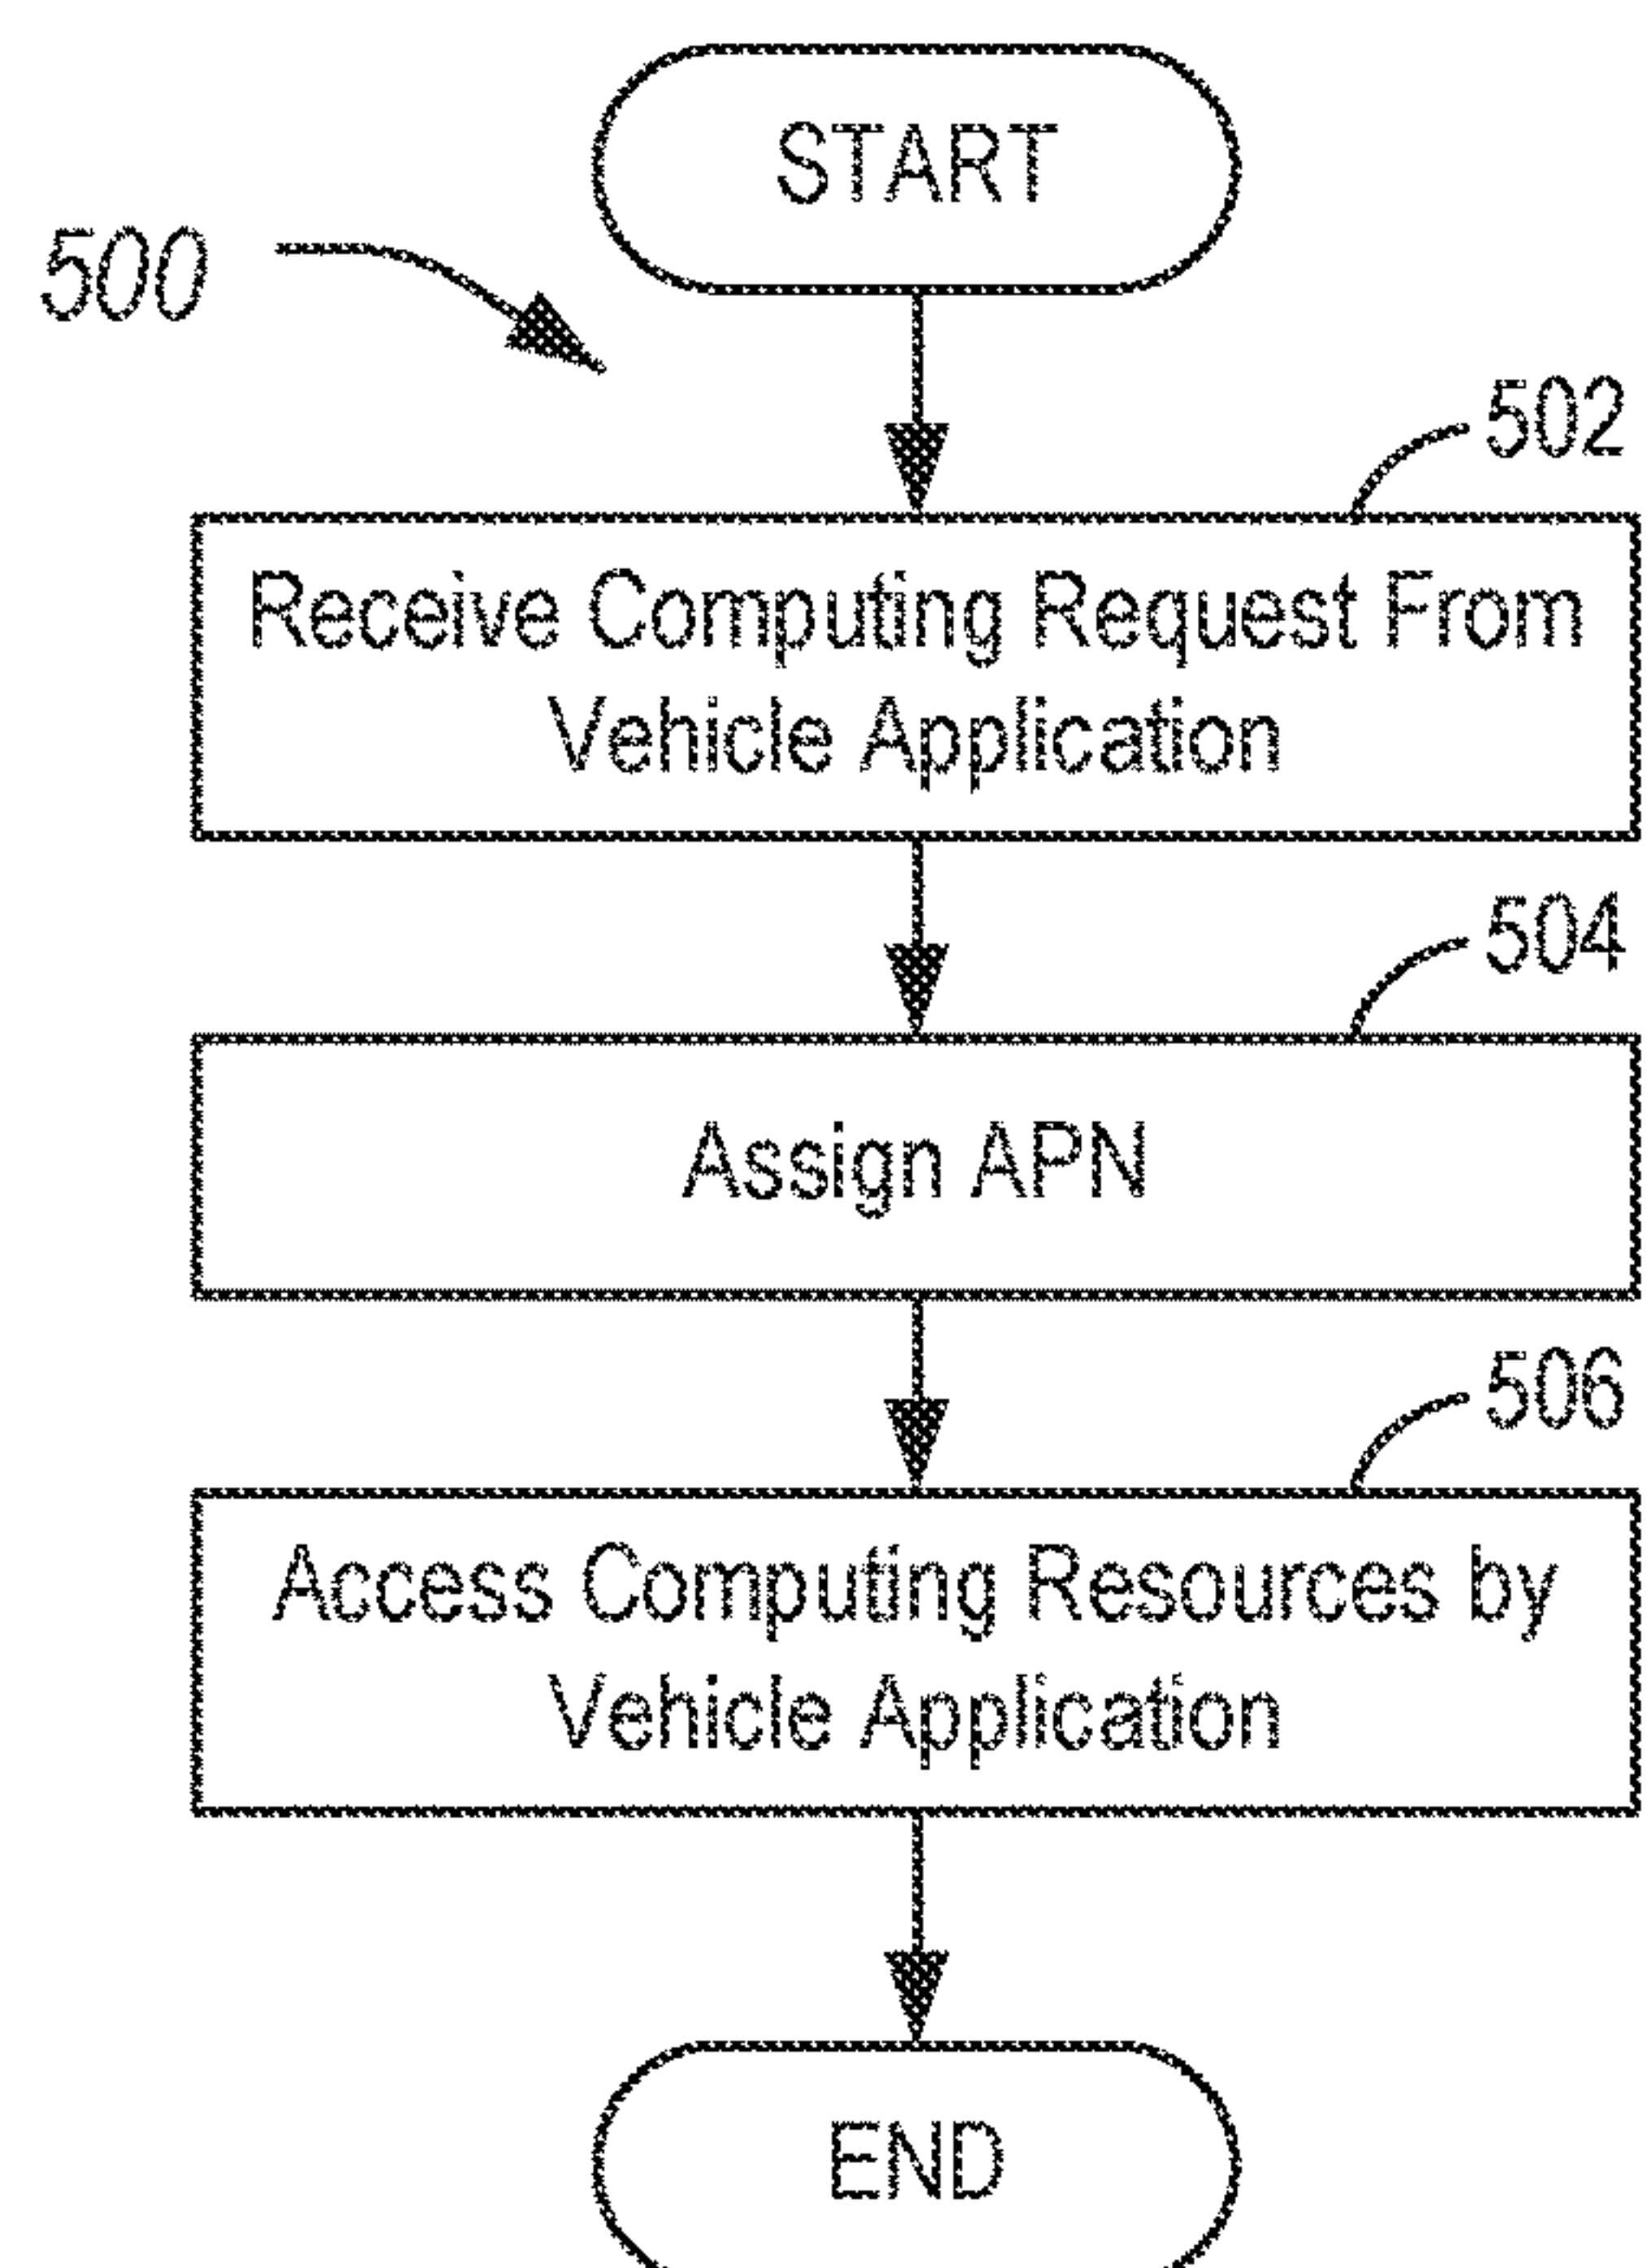 START
500
502
Receive Computing Request From
Vehicle Application
504
Assign APN
506
Access Computing Resources by
Vehicle Application
END